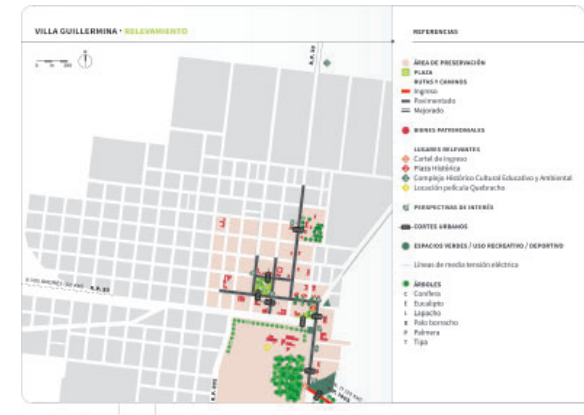 VILLA GUILLERMINA • RELEVAMIENTO
REFERENCIAS
ÁREA DE PRESERVACIÓN
PLAZA
RUTAS Y CAMINOS
Ingreso
Pavimentado
Mejorado
BIENES PATRIMONIALES
LUGARES RELEVANTES
Cartel de ingreso
Plaza Histórica
Complejo Histórico Cultural Educativo y Ambiental
Locación película Quebracho
PERSPECTIVAS DE INTERÉS
CORTES URBANOS
ESPACIOS VERDES / USO RECREATIVO / DEPORTIVO
Líneas de media tensión eléctrica
ÁRBOLES
C Conífera
E Eucalipto
L Lapacho
B Palo borracho
P Palmera
T Tipa